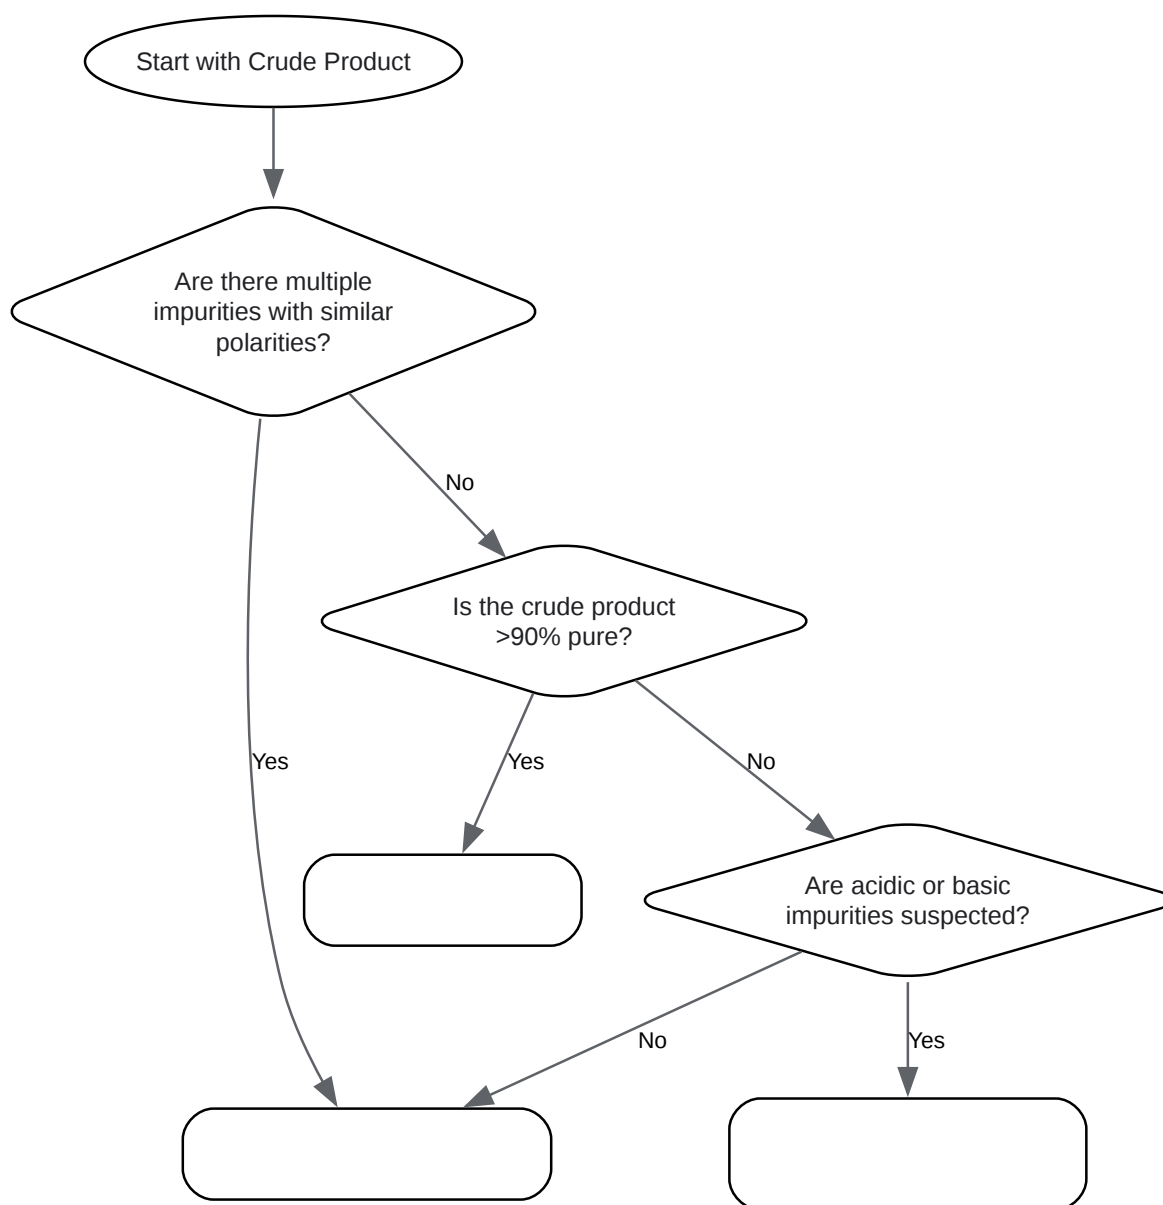 Start with Crude Product
Are there multiple
impurities with similar
polarities?
No
Is the crude product
>90% pure?
Yes
Yes
No
Are acidic or basic
impurities suspected?
No
Yes